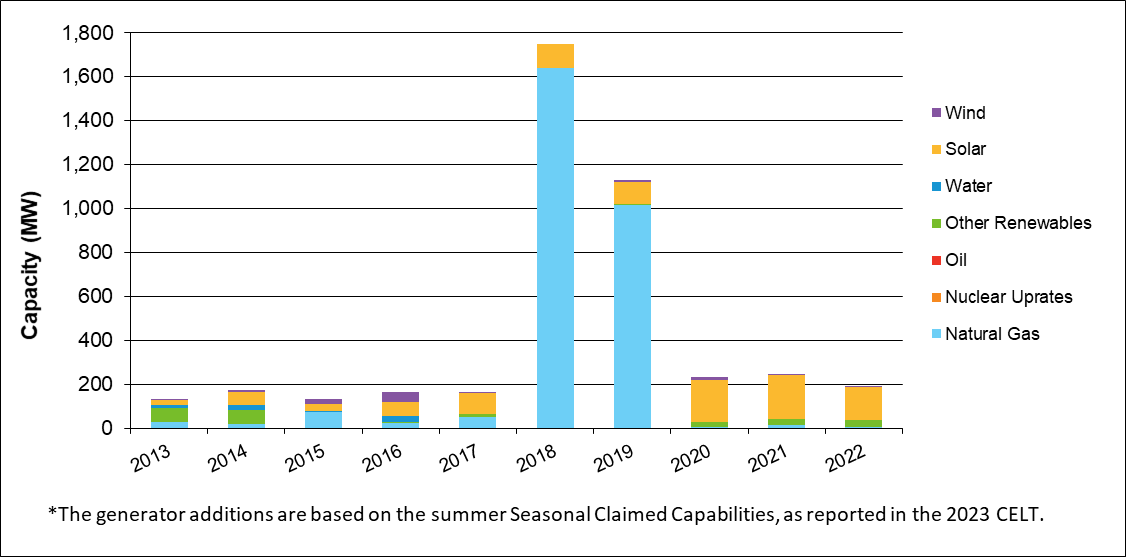 1,800
1,600
1,400
1,200
1,000
800
600
400
200
0
Capacity (MW)
2013
2014
2015
2016
2017
2018
2019
2020
2021
2022
Wind
Solar
Water
Other Renewables
Oil
Nuclear Uprates
Natural Gas
*The generator additions are based on the summer Seasonal Claimed Capabilities, as reported in the 2023 CELT.